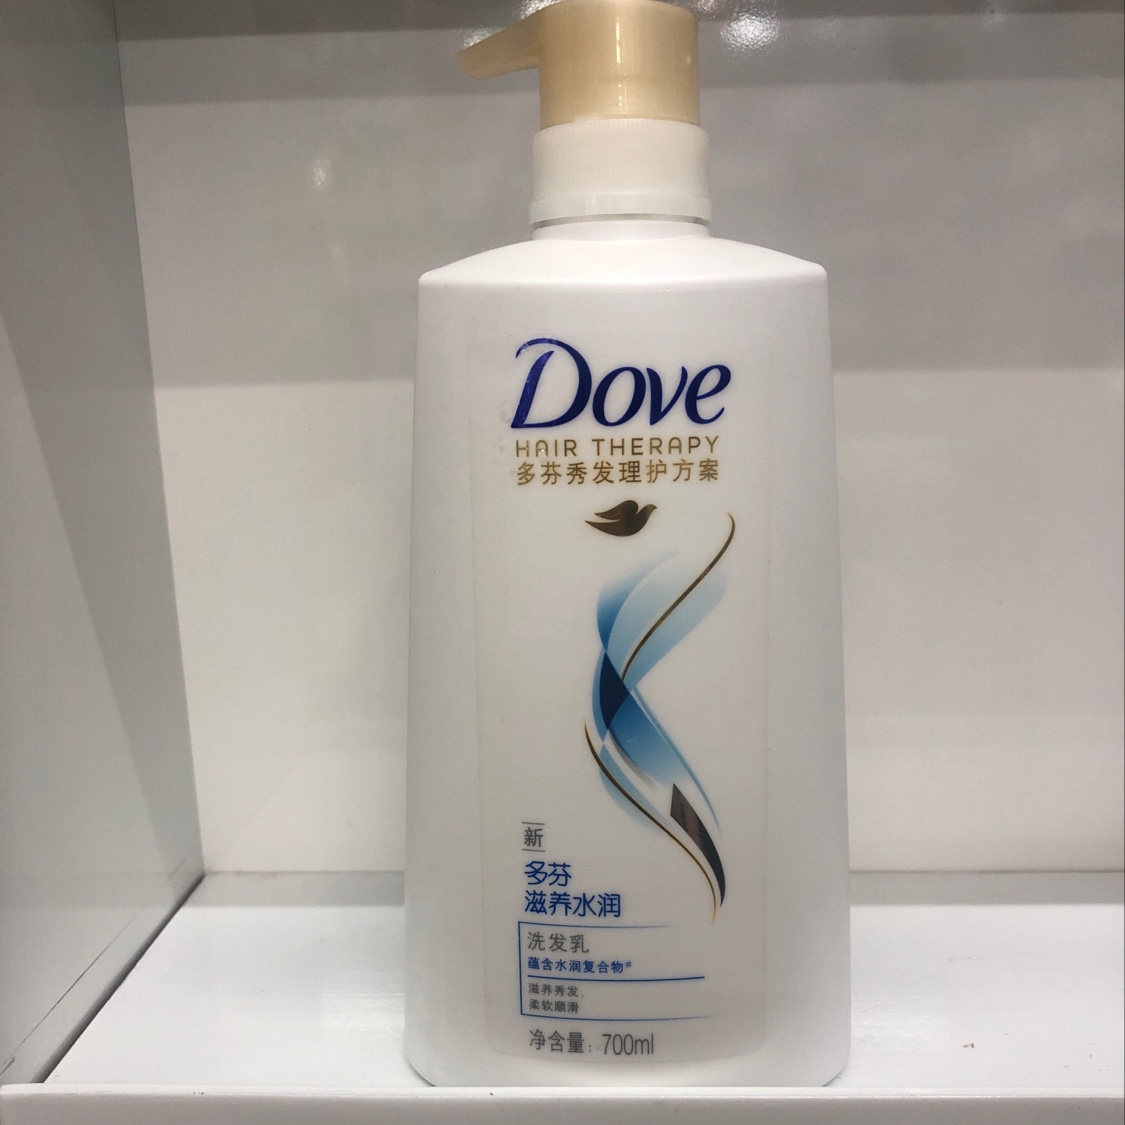 Dove
HAIR THERAPY
多芬秀发理护方案
新
多芬
滋养水润
洗发乳
蕴含水润复合物#
滋养秀发、
柔软顺滑
净含量：700ml